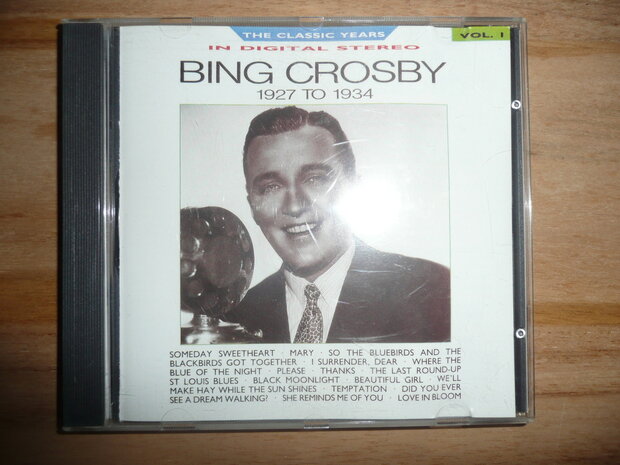 THE CLASSIC YEARS
VOL. I
IN DIGITAL STEREO
BING CROSBY
1927 TO 1934
SOMEDAY SWEETHEART · MARY · SO THE BLUEBIRDS AND THE
BLACKBIRDS GOT TOGETHER · I SURRENDER, DEAR · WHERE THE
BLUE OF THE NIGHT · PLEASE · THANKS · THE LAST ROUND-UP
ST LOUIS BLUES · BLACK MOONLIGHT · BEAUTIFUL GIRL · WE'LL
MAKE HAY WHILE THE SUN SHINES · TEMPTATION · DID YOU EVER
SEE A DREAM WALKING? · SHE REMINDS ME OF YOU · LOVE IN BLOOM